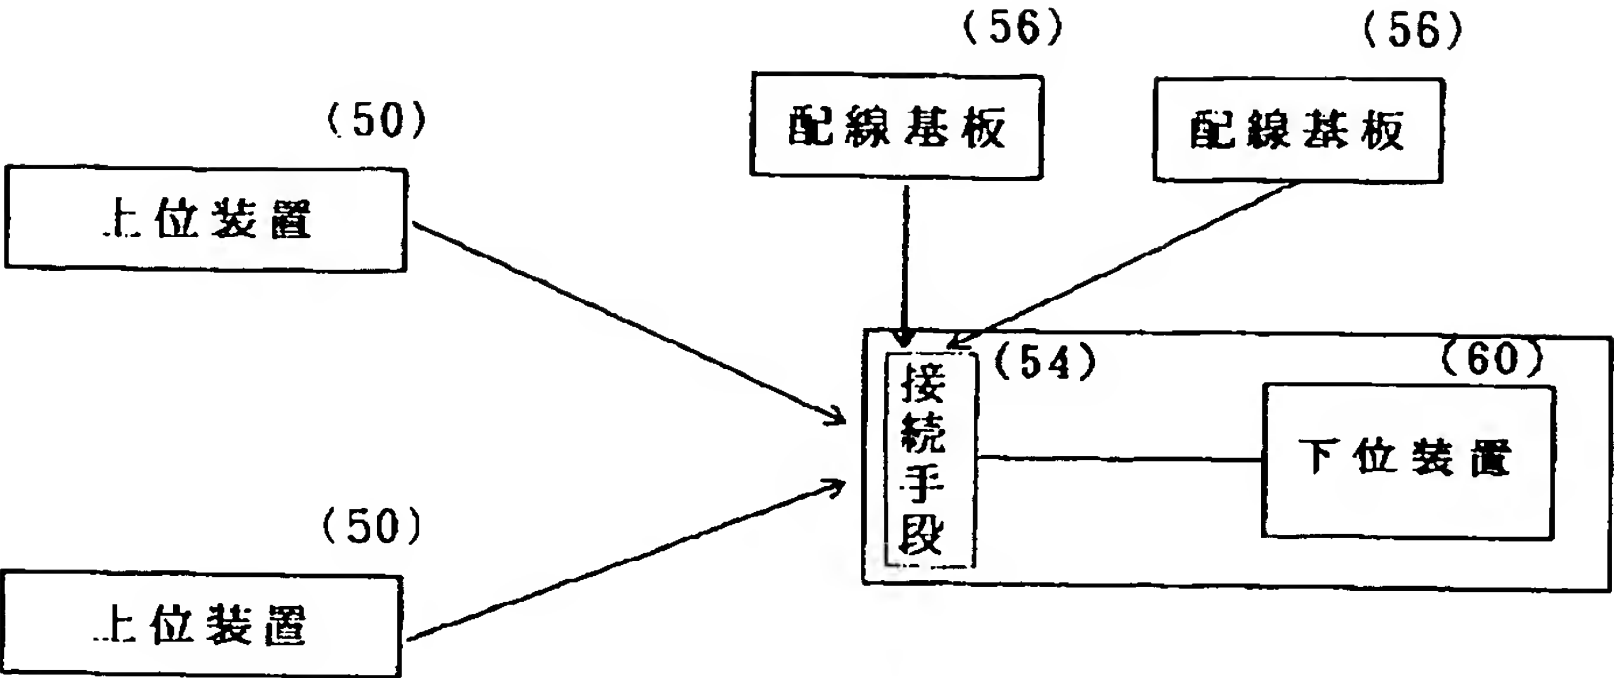 (56)
(56)
配線基板
配線基板
(50)
上位装置
(54)
接続手段
(60)
下位装置
(50)
上位装置